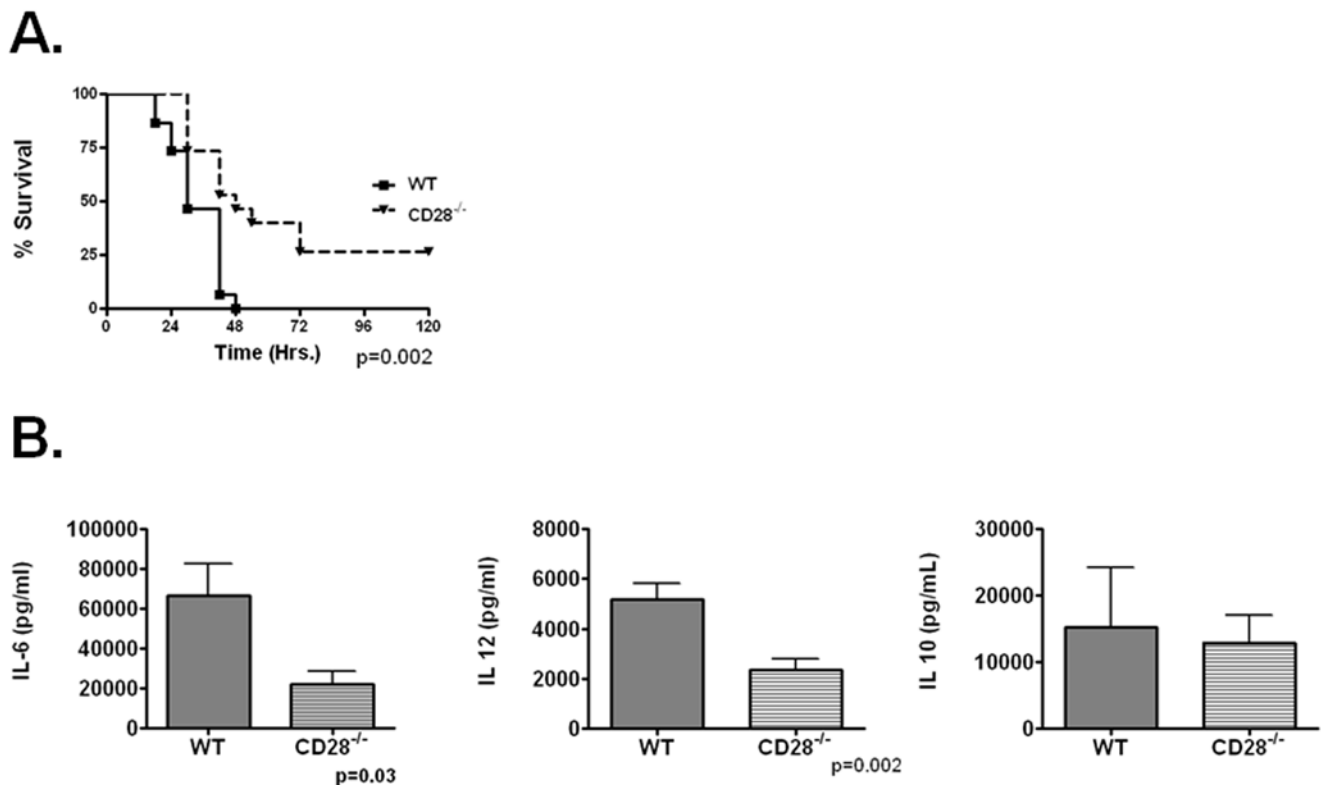 A.
100
75
50
25
0
% Survival
0 24 48 72 96 120
Time (Hrs.)
p=0.002
WT
CD28-/-
B.
100000
80000
60000
40000
20000
0
IL-6 (pg/ml)
WT CD28-/-
p=0.03
8000
6000
4000
2000
0
IL 12 (pg/ml)
WT CD28-/-
p=0.002
30000
20000
10000
0
IL 10 (pg/mL)
WT CD28-/-